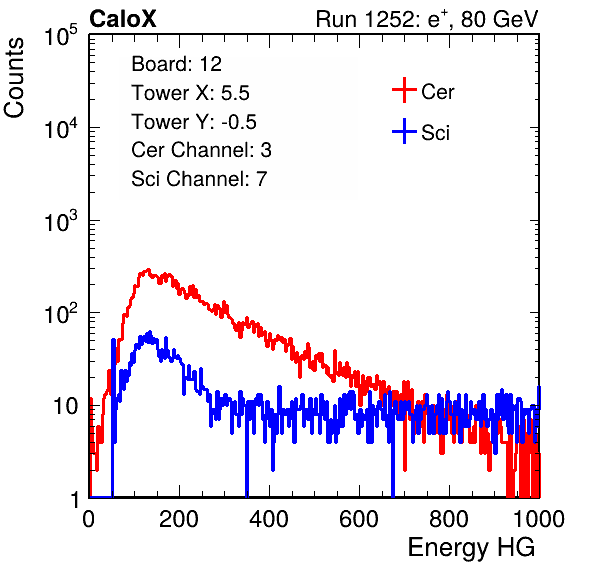 CaloX Run 1252: e⁺, 80 GeV
Counts
10⁵
10⁴
10³
10²
10
1
Board: 12
Tower X: 5.5
Tower Y: -0.5
Cer Channel: 3
Sci Channel: 7
Cer
Sci
0 200 400 600 800 1000
Energy HG